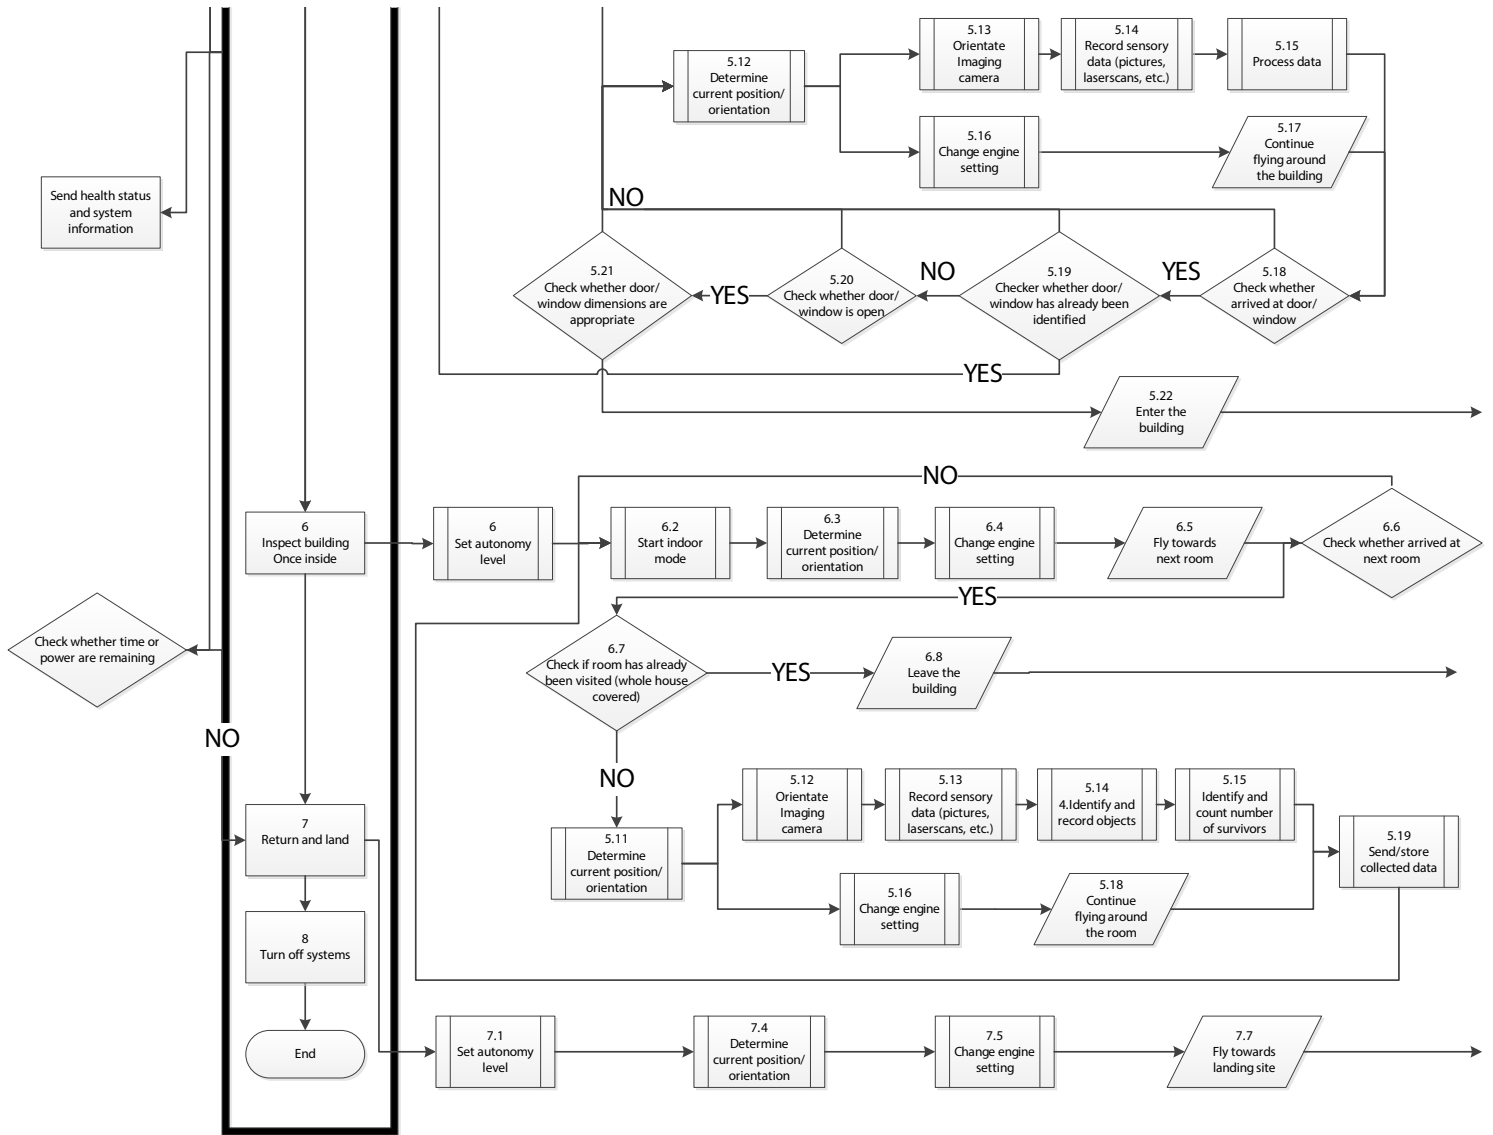 5.12
Determine
current position/
orientation
5.13
Orientate
Imaging
camera
5.14
Record sensory
data (pictures,
laserscans, etc.)
5.15
Process data
5.16
Change engine
setting
5.17
Continue
flying around
the building
Send health status
and system
information
NO
5.21
Check whether door/
window dimensions are
appropriate
YES
5.20
Check whether door/
window is open
NO
5.19
Checker whether door/
window has already been
identified
YES
5.18
Check whether
arrived at door/
window
YES
5.22
Enter the
building
NO
6
Inspect building
Once inside
6
Set autonomy
level
6.2
Start indoor
mode
6.3
Determine
current position/
orientation
6.4
Change engine
setting
6.5
Fly towards
next room
6.6
Check whether arrived at
next room
YES
Check whether time or
power are remaining
6.7
Check if room has already
been visited (whole house
covered)
YES
6.8
Leave the
building
NO
NO
5.12
Orientate
Imaging
camera
5.13
Record sensory
data (pictures,
laserscans, etc.)
5.14
4.Identify and
record objects
5.15
Identify and
count number
of survivors
7
Return and land
5.11
Determine
current position/
orientation
5.19
Send/store
collected data
5.16
Change engine
setting
5.18
Continue
flying around
the room
8
Turn off systems
End
7.1
Set autonomy
level
7.4
Determine
current position/
orientation
7.5
Change engine
setting
7.7
Fly towards
landing site